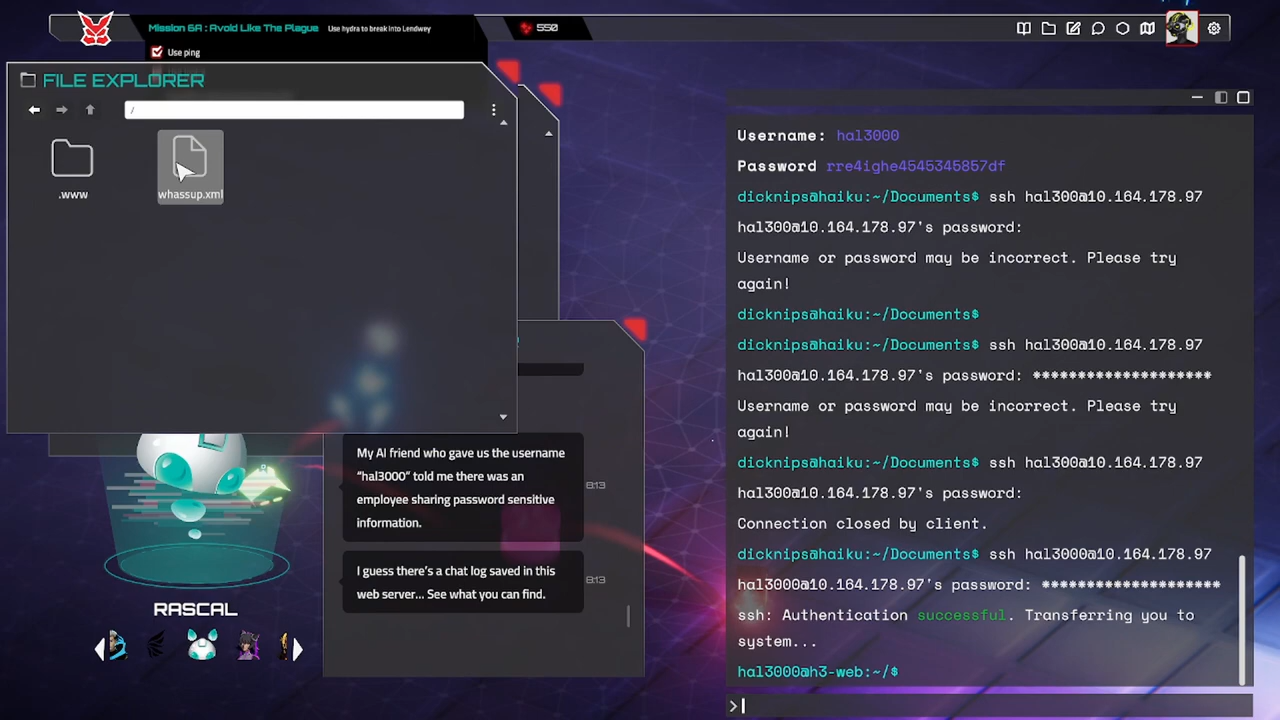 Mission 6A : Avoid Like The Plague
Use hydra to break into Lendwey
550
Use ping
FILE EXPLORER
/
.www
whassup.xml
My AI friend who gave us the username
“hal3000” told me there was an
employee sharing password sensitive
information.
8:13
I guess there's a chat log saved in this
web server... See what you can find.
8:13
RASCAL
Username: hal3000
Password rre4ighe4545345857df
dicknips@haiku:~/Documents$ ssh hal300@10.164.178.97
hal300@10.164.178.97's password:
Username or password may be incorrect. Please try
again!
dicknips@haiku:~/Documents$
dicknips@haiku:~/Documents$ ssh hal300@10.164.178.97
hal300@10.164.178.97's password: ********************
Username or password may be incorrect. Please try
again!
dicknips@haiku:~/Documents$ ssh hal300@10.164.178.97
hal300@10.164.178.97's password:
Connection closed by client.
dicknips@haiku:~/Documents$ ssh hal3000@10.164.178.97
hal3000@10.164.178.97's password: ********************
ssh: Authentication successful. Transferring you to
system...
hal3000@h3-web:~/$
>